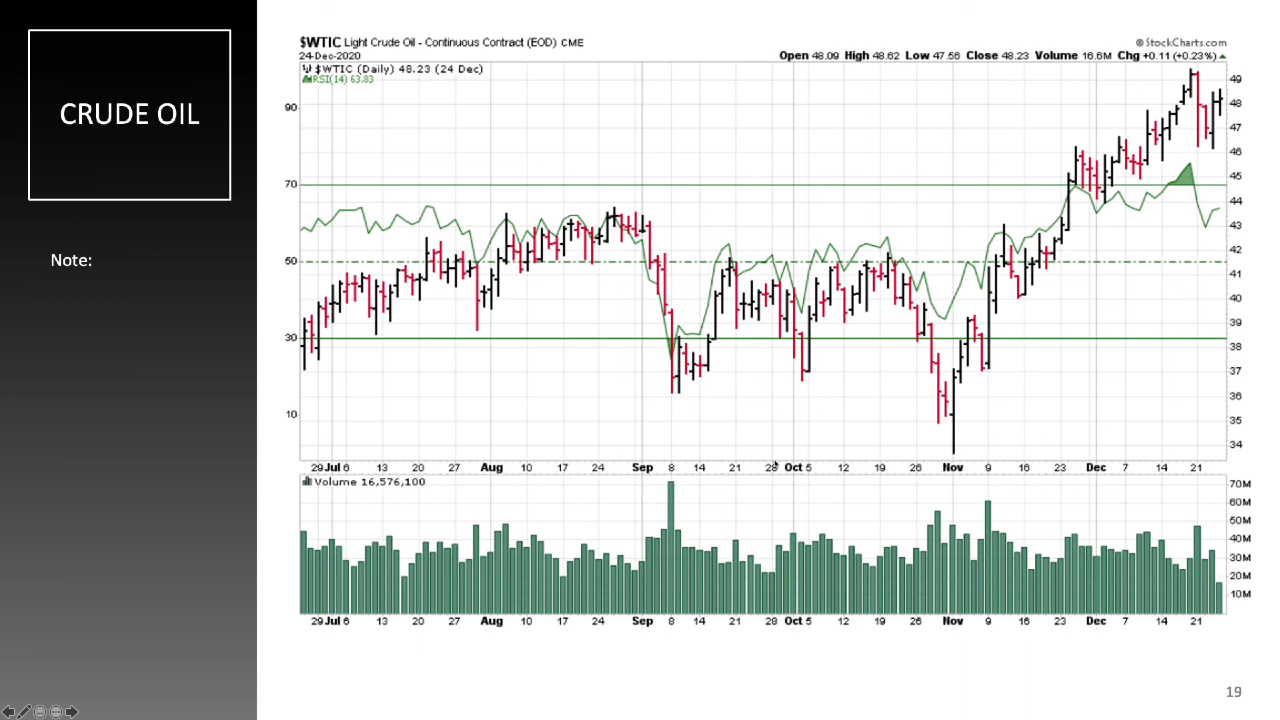 CRUDE OIL
Note:
$WTIC Light Crude Oil - Continuous Contract (EOD) CME
© StockCharts.com
24-Dec-2020
Open 48.09 High 48.62 Low 47.56 Close 48.23 Volume 16.6M Chg +0.11 (+0.23%)
$WTIC (Daily) 48.23 (24 Dec)
RSI(14) 63.83
90
70
50
30
10
49
48
47
46
45
44
43
42
41
40
39
38
37
36
35
34
29 Jul 6 13 20 27 Aug 10 17 24 Sep 8 14 21 28 Oct 5 12 19 26 Nov 9 16 23 Dec 7 14 21
Volume 16,576,100
70M
60M
50M
40M
30M
20M
10M
29 Jul 6 13 20 27 Aug 10 17 24 Sep 8 14 21 28 Oct 5 12 19 26 Nov 9 16 23 Dec 7 14 21
19